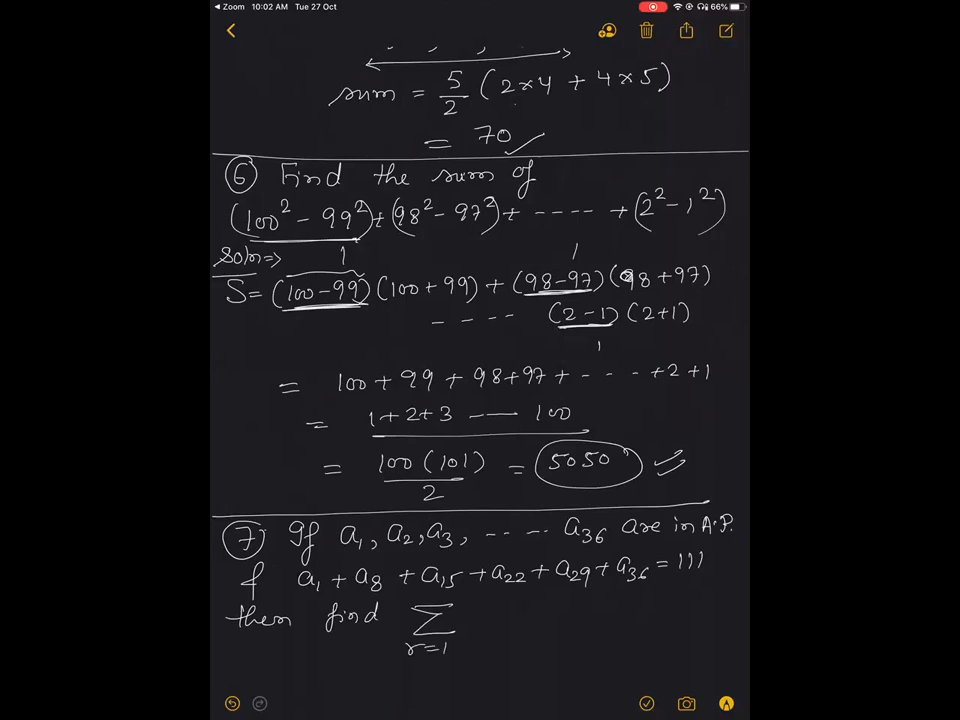 Zoom 10:02 AM Tue 27 Oct 66%
sum = 5/2 (2×4 + 4×5)
= 70 ✓
⑥ Find the sum of
(100² - 99²) + (98² - 97²) + ---- + (2² - 1²)
Soln ⇒ 1 1
S = (100 - 99)(100 + 99) + (98 - 97)(98 + 97)
---- (2 - 1)(2 + 1)
1
= 100 + 99 + 98 + 97 + ---- + 2 + 1
= 1 + 2 + 3 —— 100
= 100(101)/2 = 5050
⑦ If a₁, a₂, a₃, ---- a₃₆ are in A.P.
f a₁ + a₈ + a₁₅ + a₂₂ + a₂₉ + a₃₆ = 111
then find Σ
r=1